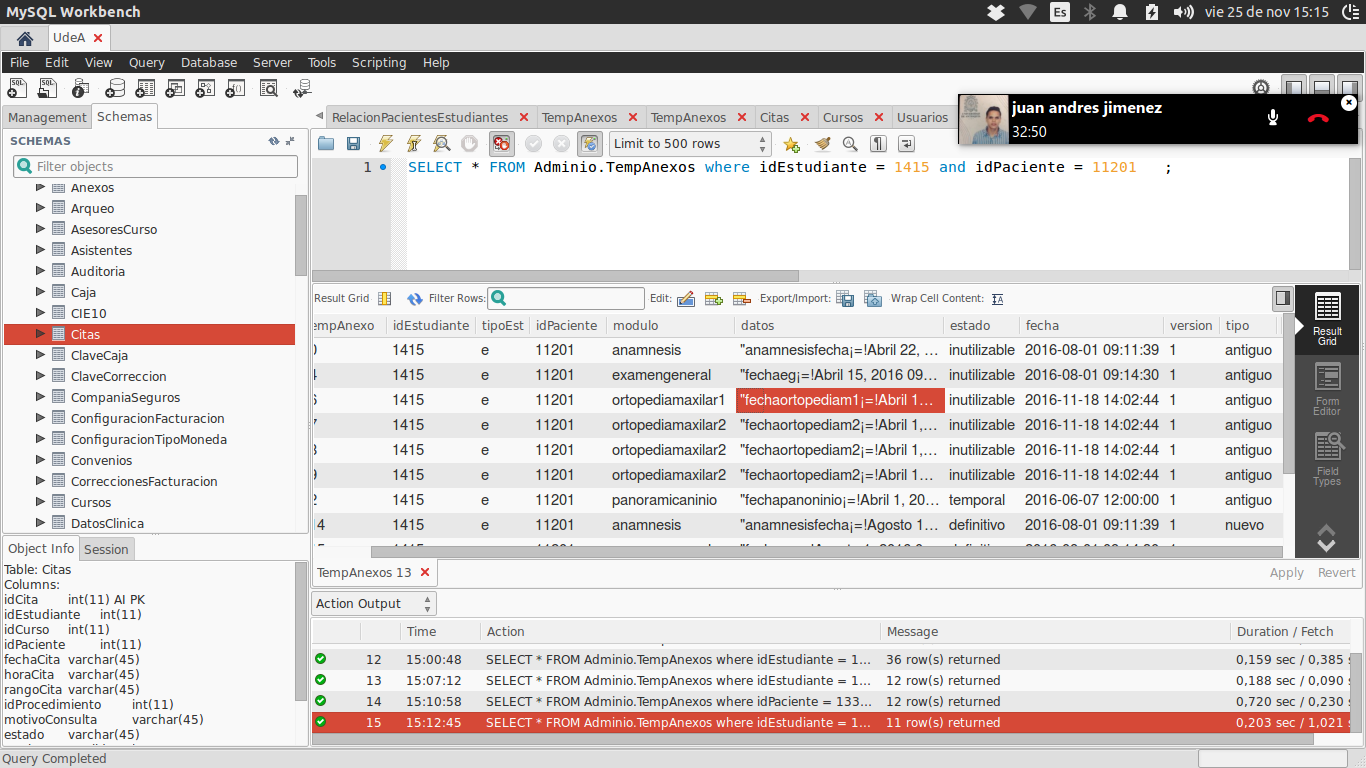 MySQL Workbench
Es
vie 25 de nov 15:15
UdeA
File Edit View Query Database Server Tools Scripting Help
juan andres jimenez
32:50
Management Schemas
RelacionPacientesEstudiantes TempAnexos TempAnexos Citas Cursos Usuarios
SCHEMAS
Filter objects
Limit to 500 rows
1 SELECT * FROM Adminio.TempAnexos where idEstudiante = 1415 and idPaciente = 11201 ;
Anexos
Arqueo
AsesoresCurso
Asistentes
Auditoria
Caja
CIE10
Citas
ClaveCaja
ClaveCorreccion
CompaniaSeguros
ConfiguracionFacturacion
ConfiguracionTipoMoneda
Convenios
CorreccionesFacturacion
Cursos
DatosClinica
Result Grid Filter Rows: Edit: Export/Import: Wrap Cell Content:
empAnexo idEstudiante tipoEst idPaciente modulo datos estado fecha version tipo
0 1415 e 11201 anamnesis "anamnesisfecha¡=!Abril 22, ... inutilizable 2016-08-01 09:11:39 1 antiguo
4 1415 e 11201 examengeneral "fechaeg¡=!Abril 15, 2016 09... inutilizable 2016-08-01 09:14:30 1 antiguo
6 1415 e 11201 ortopediamaxilar1 "fechaortopediam1¡=!Abril 1... inutilizable 2016-11-18 14:02:44 1 antiguo
7 1415 e 11201 ortopediamaxilar2 "fechaortopediam2¡=!Abril 1,... inutilizable 2016-11-18 14:02:44 1 antiguo
8 1415 e 11201 ortopediamaxilar2 "fechaortopediam2¡=!Abril 1,... inutilizable 2016-11-18 14:02:44 1 antiguo
9 1415 e 11201 ortopediamaxilar2 "fechaortopediam2¡=!Abril 1... inutilizable 2016-11-18 14:02:44 1 antiguo
2 1415 e 11201 panoramicaninio "fechapanoninio¡=!Abril 1, 20... temporal 2016-06-07 12:00:00 1 antiguo
14 1415 e 11201 anamnesis "anamnesisfecha¡=!Agosto 1... definitivo 2016-08-01 09:11:39 1 nuevo
Result
Grid
Form
Editor
Field
Types
Object Info Session
Table: Citas
Columns:
idCita int(11) AI PK
idEstudiante int(11)
idCurso int(11)
idPaciente int(11)
fechaCita varchar(45)
horaCita varchar(45)
rangoCita varchar(45)
idProcedimiento int(11)
motivoConsulta varchar(45)
estado varchar(45)
TempAnexos 13
Apply Revert
Action Output
Time Action Message Duration / Fetch
12 15:00:48 SELECT * FROM Adminio.TempAnexos where idEstudiante = 1... 36 row(s) returned 0,159 sec / 0,385 s
13 15:07:12 SELECT * FROM Adminio.TempAnexos where idEstudiante = 1... 12 row(s) returned 0,188 sec / 0,090 s
14 15:10:58 SELECT * FROM Adminio.TempAnexos where idPaciente = 133... 12 row(s) returned 0,720 sec / 0,230 s
15 15:12:45 SELECT * FROM Adminio.TempAnexos where idEstudiante = 1... 11 row(s) returned 0,203 sec / 1,021 s
Query Completed